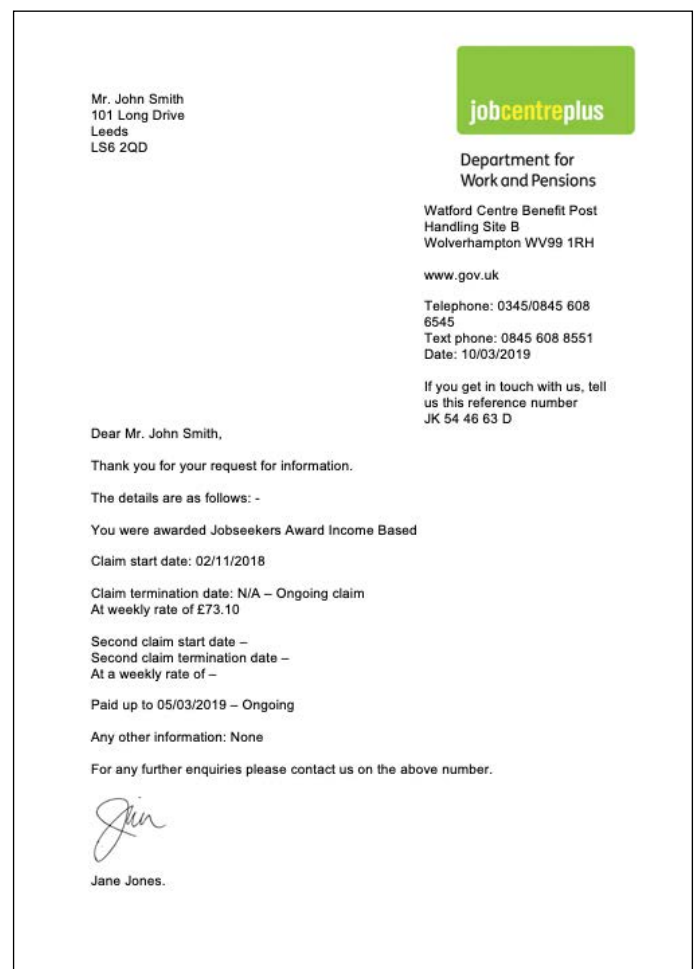 Mr. John Smith
101 Long Drive
Leeds
LS6 2QD
jobcentreplus
Department for
Work and Pensions
Watford Centre Benefit Post
Handling Site B
Wolverhampton WV99 1RH
www.gov.uk
Telephone: 0345/0845 608
6545
Text phone: 0845 608 8551
Date: 10/03/2019
If you get in touch with us, tell
us this reference number
JK 54 46 63 D
Dear Mr. John Smith,
Thank you for your request for information.
The details are as follows: -
You were awarded Jobseekers Award Income Based
Claim start date: 02/11/2018
Claim termination date: N/A – Ongoing claim
At weekly rate of £73.10
Second claim start date –
Second claim termination date –
At a weekly rate of –
Paid up to 05/03/2019 – Ongoing
Any other information: None
For any further enquiries please contact us on the above number.
Jane Jones.